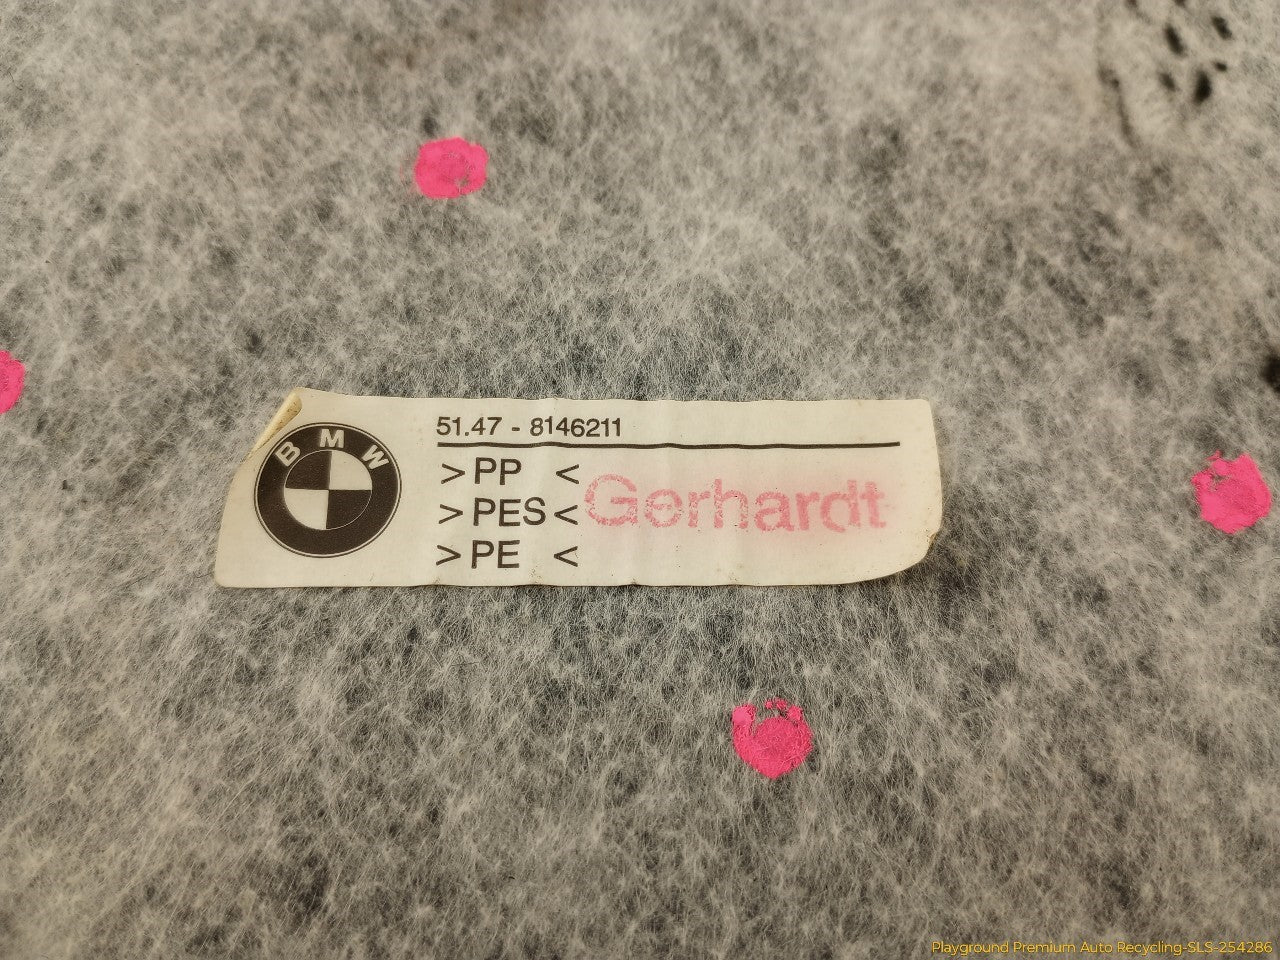 BMW
51.47 - 8146211
>PP <
>PES<
>PE <
Gerhardt
Playground Premium Auto Recycling-SLS-254286